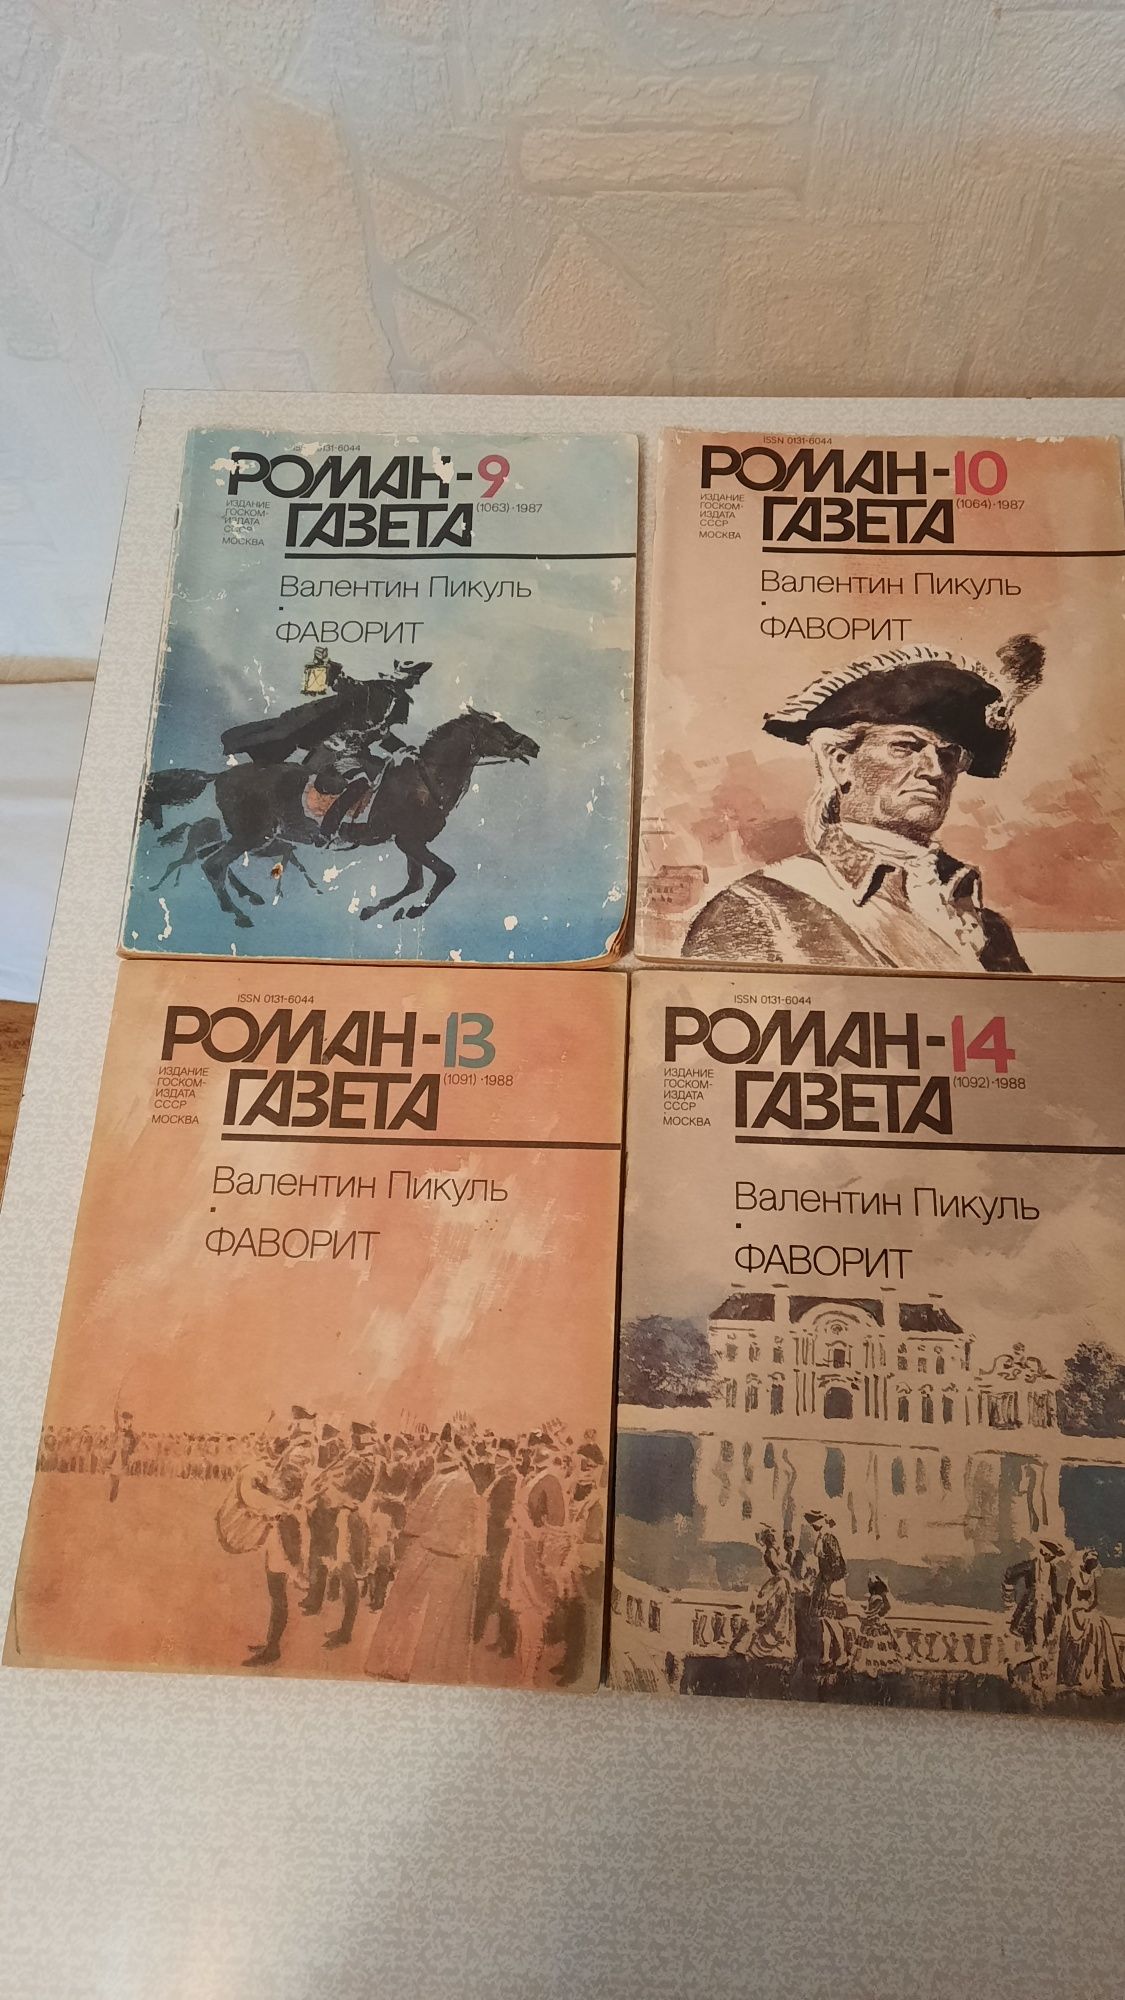 ISSN 0131-6044
РОМАН-9
ГАЗЕТА
(1063)·1987
ИЗДАНИЕ
ГОСКОМ-
ИЗДАТА
СССР
МОСКВА
Валентин Пикуль
ФАВОРИТ
ISSN 0131-6044
РОМАН-10
ГАЗЕТА
(1064)·1987
ИЗДАНИЕ
ГОСКОМ-
ИЗДАТА
СССР
МОСКВА
Валентин Пикуль
ФАВОРИТ
ISSN 0131-6044
РОМАН-13
ГАЗЕТА
(1091)·1988
ИЗДАНИЕ
ГОСКОМ-
ИЗДАТА
СССР
МОСКВА
Валентин Пикуль
ФАВОРИТ
ISSN 0131-6044
РОМАН-14
ГАЗЕТА
(1092)·1988
ИЗДАНИЕ
ГОСКОМ-
ИЗДАТА
СССР
МОСКВА
Валентин Пикуль
ФАВОРИТ